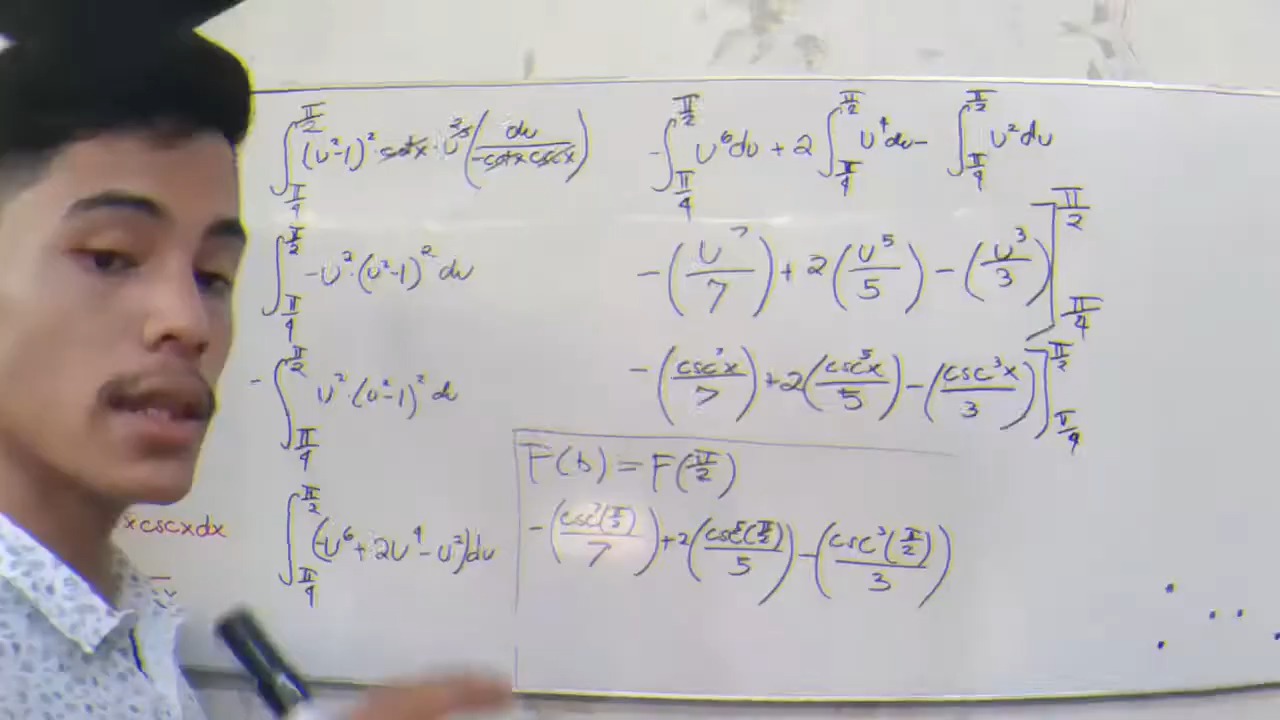 ∫_{π/4}^{π/2} (u²-1)² · cotx · u³ (du / -cotx cscx)
∫_{π/4}^{π/2} -u² · (u²-1)² du
-∫_{π/4}^{π/2} u² · (u²-1)² du
∫_{π/4}^{π/2} (-u⁶ + 2u⁴ - u²) du
x cscx dx
-∫_{π/4}^{π/2} u⁶ du + 2 ∫_{π/4}^{π/2} u⁴ du - ∫_{π/4}^{π/2} u² du
-(u⁷/7) + 2(u⁵/5) - (u³/3)]_{π/4}^{π/2}
-(csc⁷x/7) + 2(csc⁵x/5) - (csc³x/3)]_{π/4}^{π/2}
F(b) = F(π/2)
-(csc⁷(π/2)/7) + 2(csc⁵(π/2)/5) - (csc³(π/2)/3)